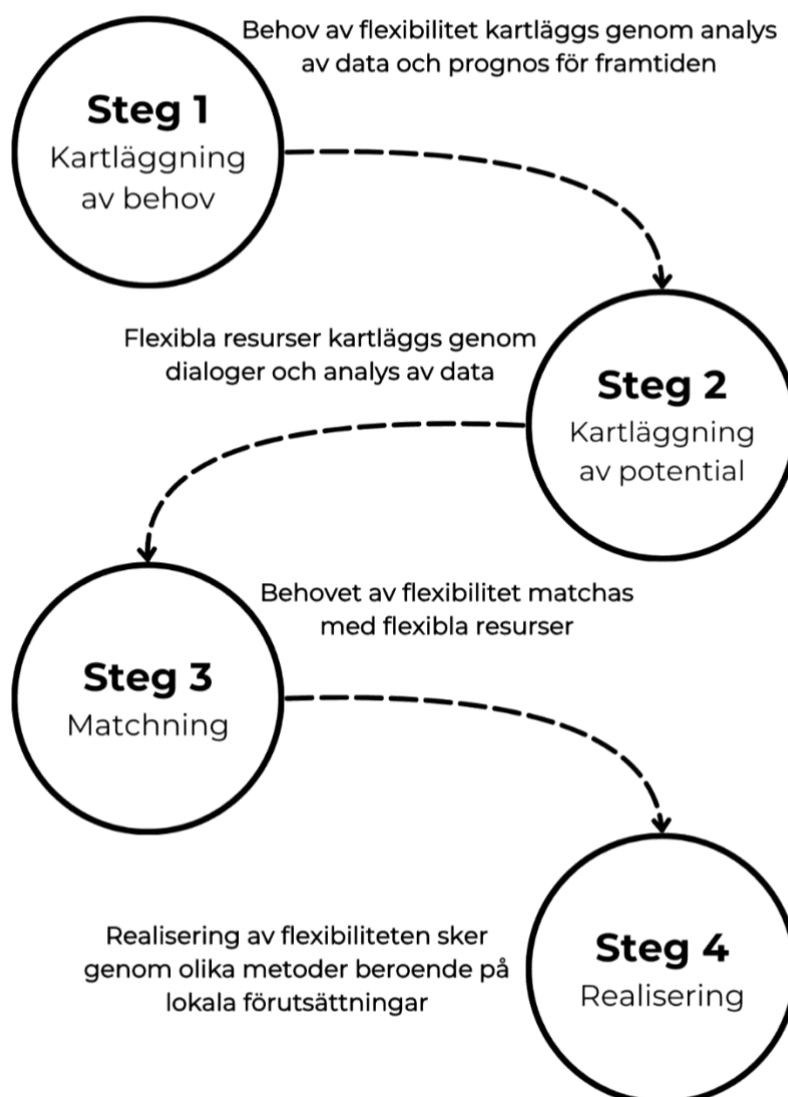 Behov av flexibilitet kartläggs genom analys
av data och prognos för framtiden
Steg 1
Kartläggning
av behov
Flexibla resurser kartläggs genom
dialoger och analys av data
Steg 2
Kartläggning
av potential
Behovet av flexibilitet matchas
med flexibla resurser
Steg 3
Matchning
Realisering av flexibiliteten sker
genom olika metoder beroende på
lokala förutsättningar
Steg 4
Realisering